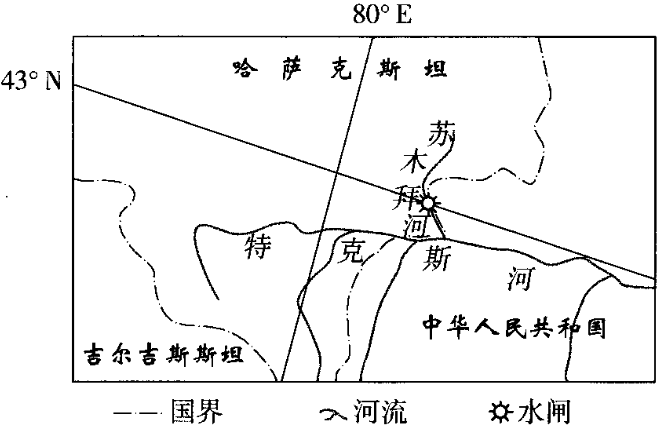 80° E
43° N
哈萨克斯坦
苏木拜河
特克斯河
中华人民共和国
吉尔吉斯斯坦
国界 河流 水闸